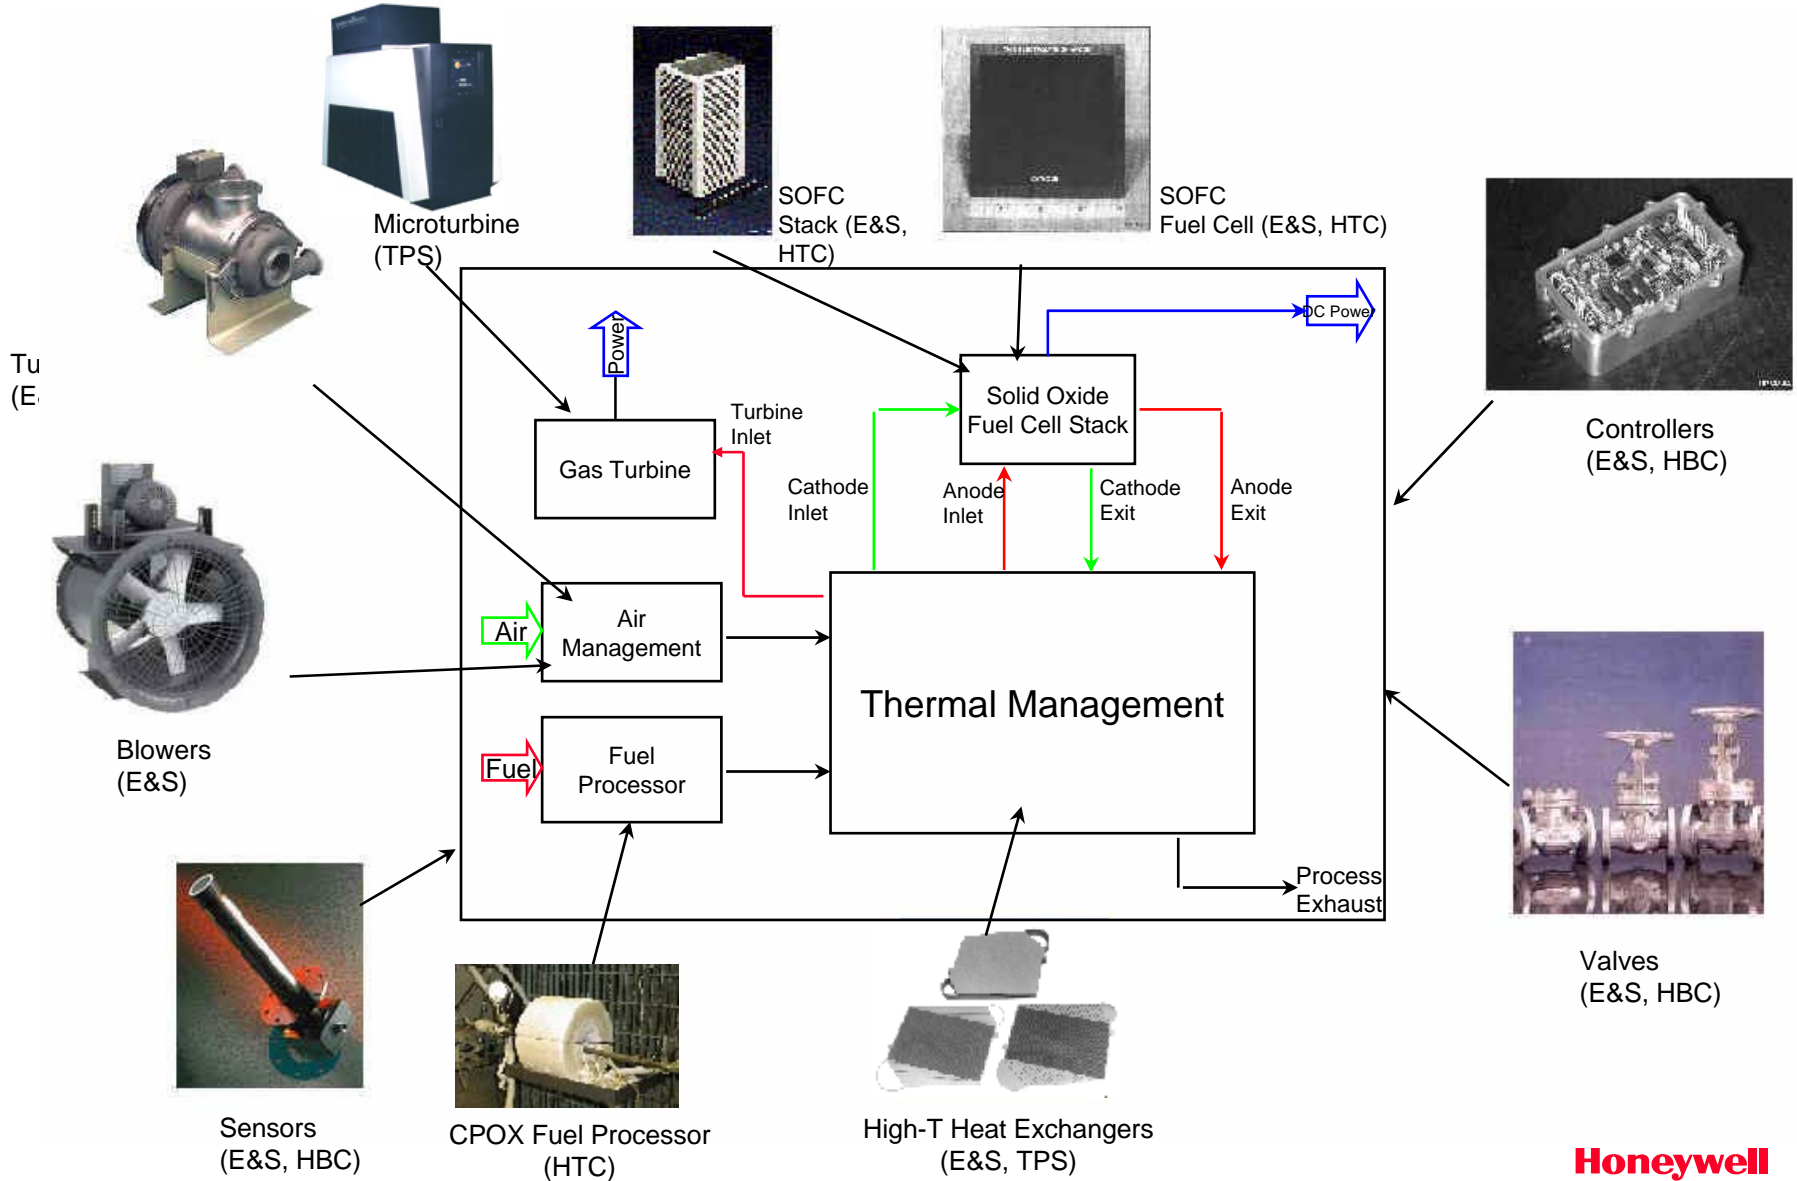 Microturbine
(TPS)
SOFC
Stack (E&S,
HTC)
SOFC
Fuel Cell (E&S, HTC)
Tu
(E
Power
DC Power
Solid Oxide
Fuel Cell Stack
Turbine
Inlet
Gas Turbine
Cathode
Inlet
Anode
Inlet
Cathode
Exit
Anode
Exit
Controllers
(E&S, HBC)
Air
Air
Management
Thermal Management
Blowers
(E&S)
Fuel
Fuel
Processor
Process
Exhaust
Valves
(E&S, HBC)
Sensors
(E&S, HBC)
CPOX Fuel Processor
(HTC)
High-T Heat Exchangers
(E&S, TPS)
Honeywell